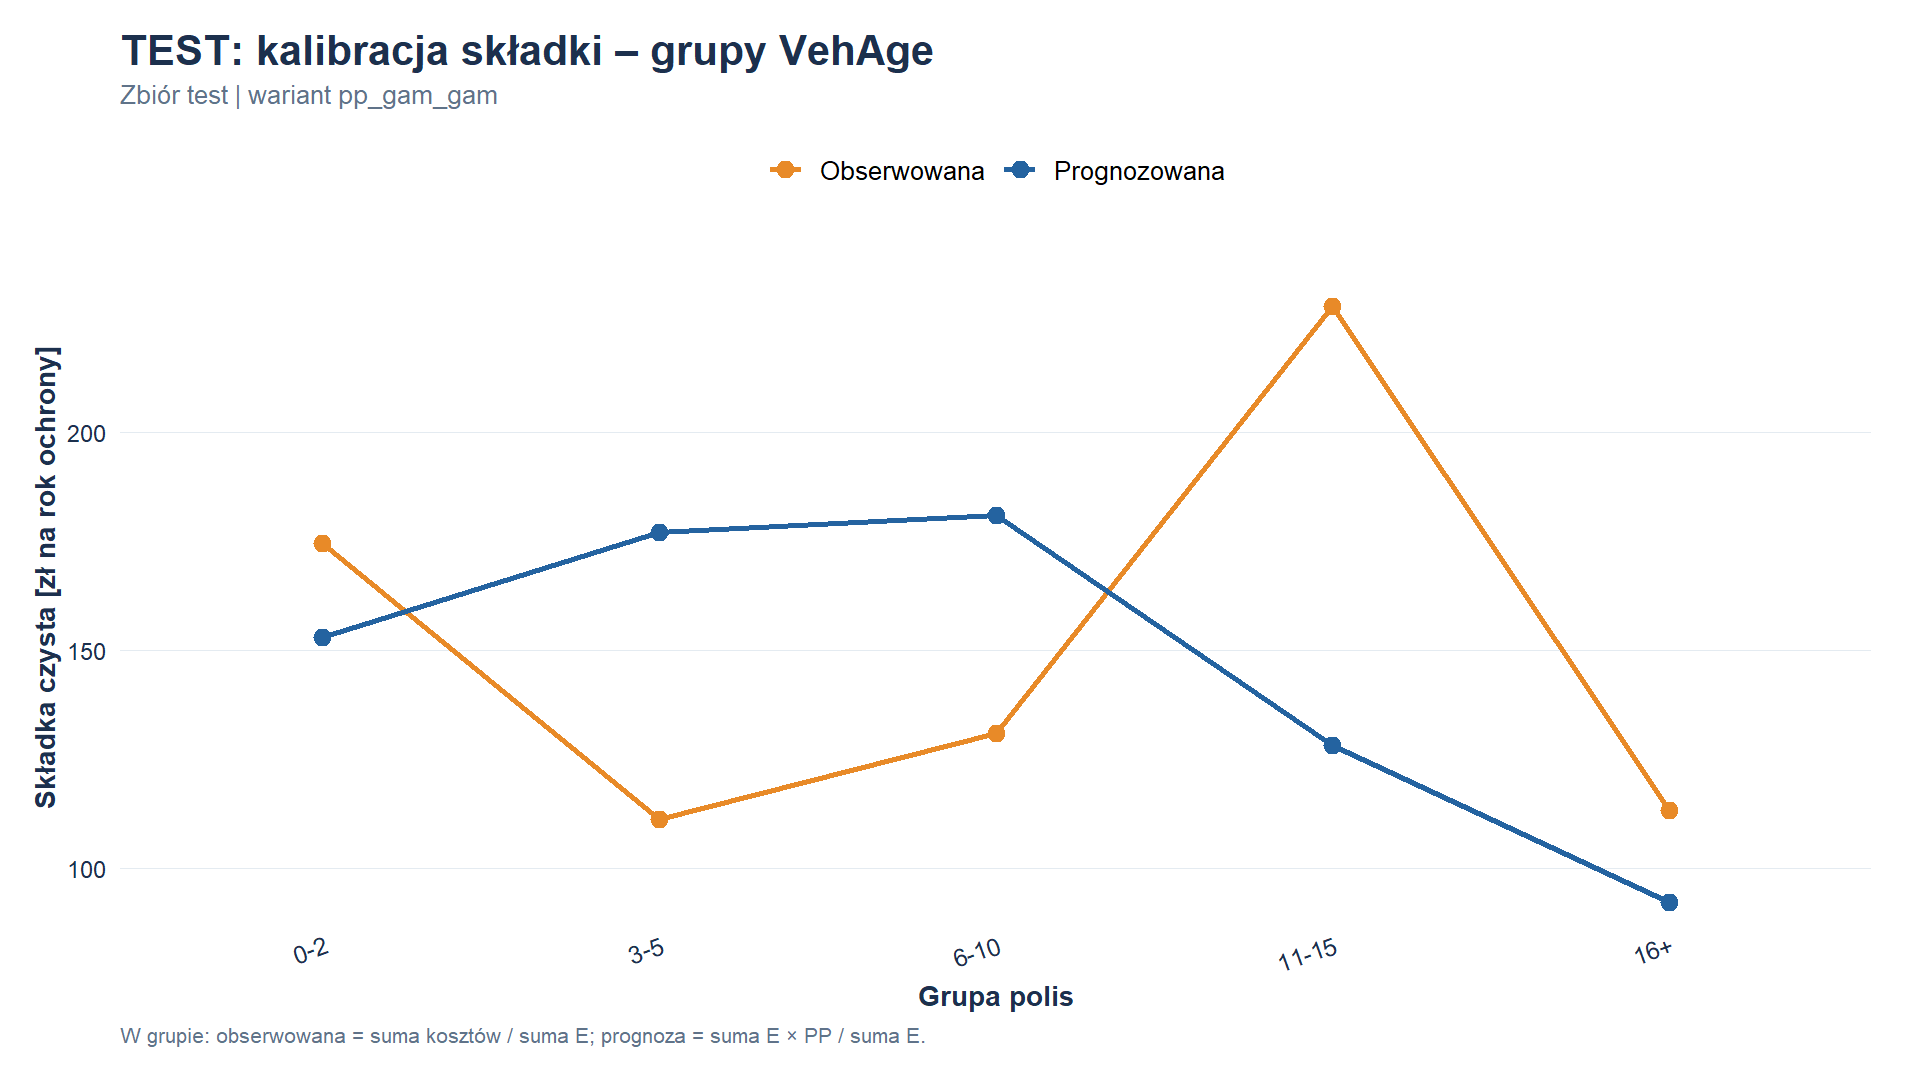 TEST: kalibracja składki – grupy VehAge
Zbiór test | wariant pp_gam_gam
Obserwowana
Prognozowana
Składka czysta [zł na rok ochrony]
200
150
100
0-2
3-5
6-10
11-15
16+
Grupa polis
W grupie: obserwowana = suma kosztów / suma E; prognoza = suma E × PP / suma E.